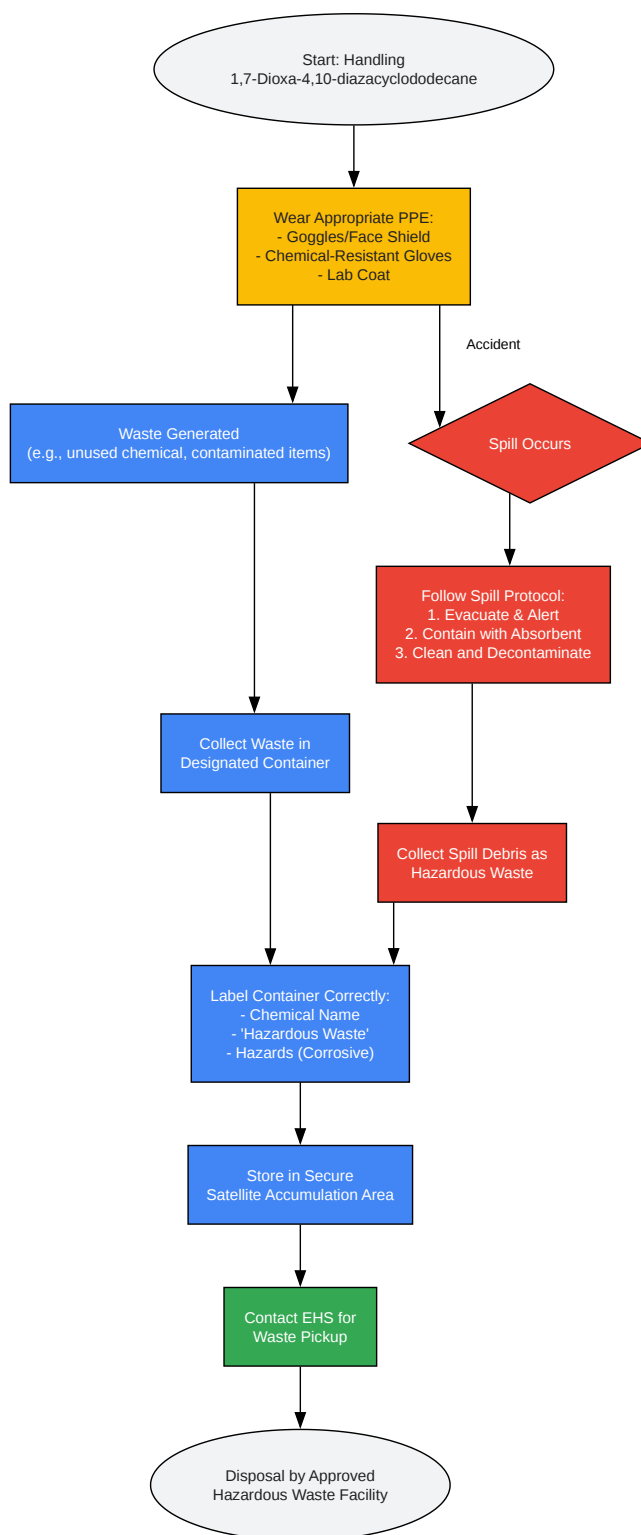 Start: Handling
1,7-Dioxa-4,10-diazacyclododecane
Wear Appropriate PPE:
- Goggles/Face Shield
- Chemical-Resistant Gloves
- Lab Coat
Accident
Waste Generated
(e.g., unused chemical, contaminated items)
Spill Occurs
Follow Spill Protocol:
1. Evacuate & Alert
2. Contain with Absorbent
3. Clean and Decontaminate
Collect Waste in
Designated Container
Collect Spill Debris as
Hazardous Waste
Label Container Correctly:
- Chemical Name
- 'Hazardous Waste'
- Hazards (Corrosive)
Store in Secure
Satellite Accumulation Area
Contact EHS for
Waste Pickup
Disposal by Approved
Hazardous Waste Facility